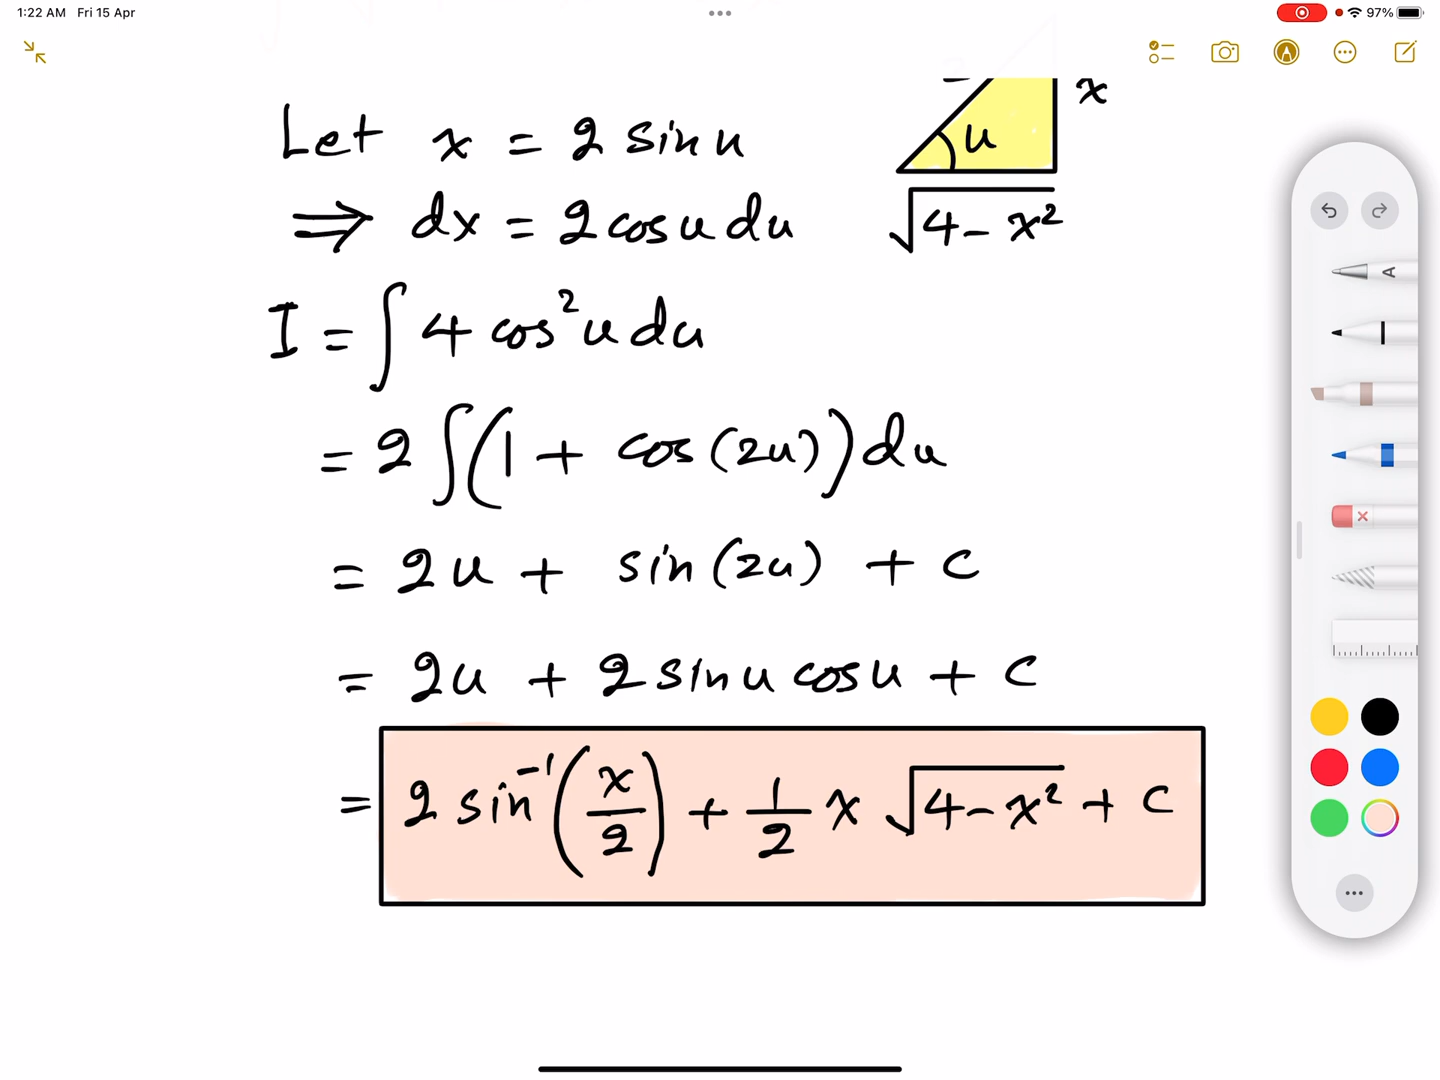 1:22 AM Fri 15 Apr
97%
x
Let x = 2 sin u
u
⇒ dx = 2 cos u du
√(4 – x²)
I = ∫ 4 cos² u du
= 2 ∫ (1 + cos (2u)) du
= 2u + sin (2u) + c
= 2u + 2 sin u cos u + c
= 2 sin⁻¹ (x/2) + 1/2 x √(4 – x²) + c
A